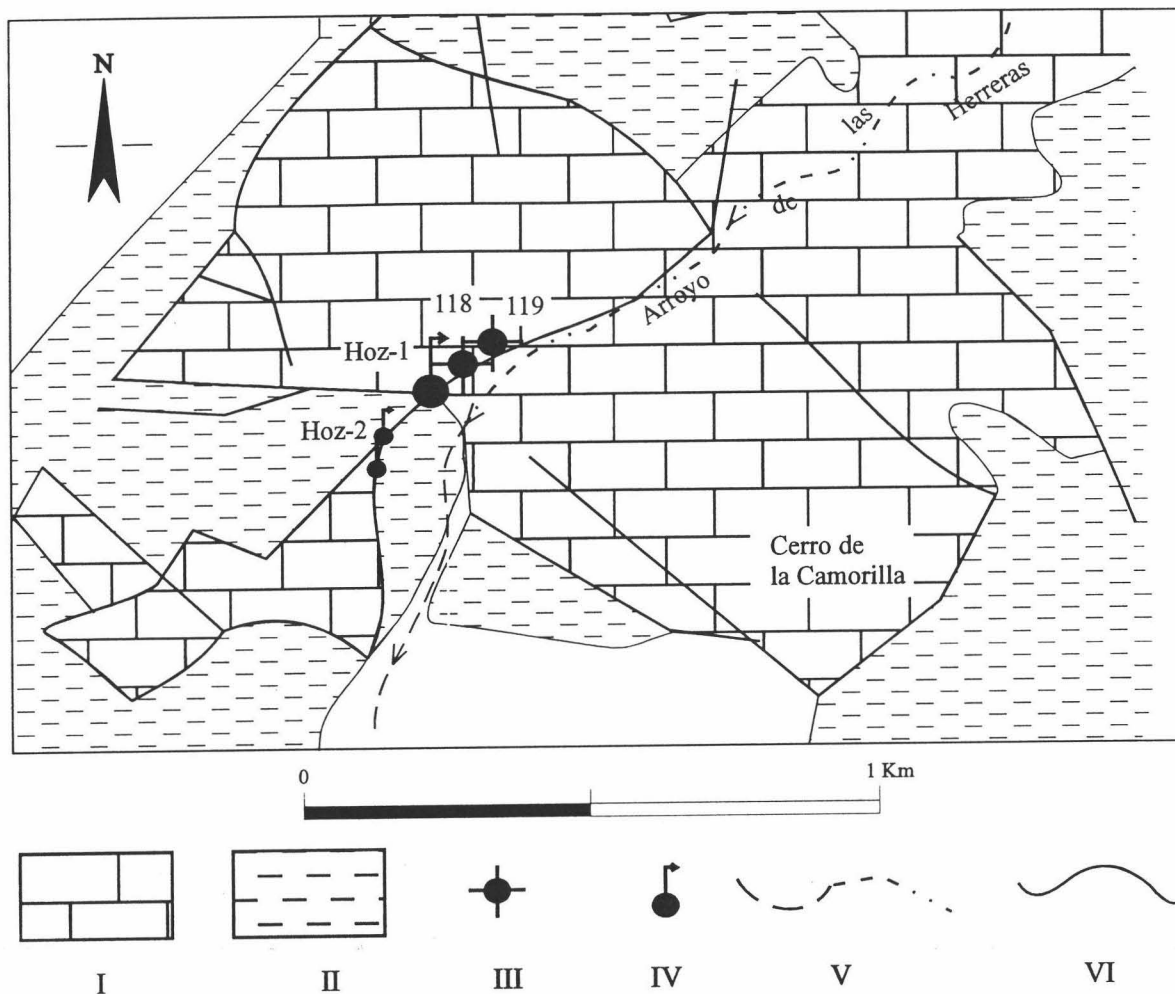 N
las
Herreras
de
Arroyo
118
119
Hoz-1
Hoz-2
Cerro de
la Camorilla
0
1 Km
I
II
III
IV
V
VI